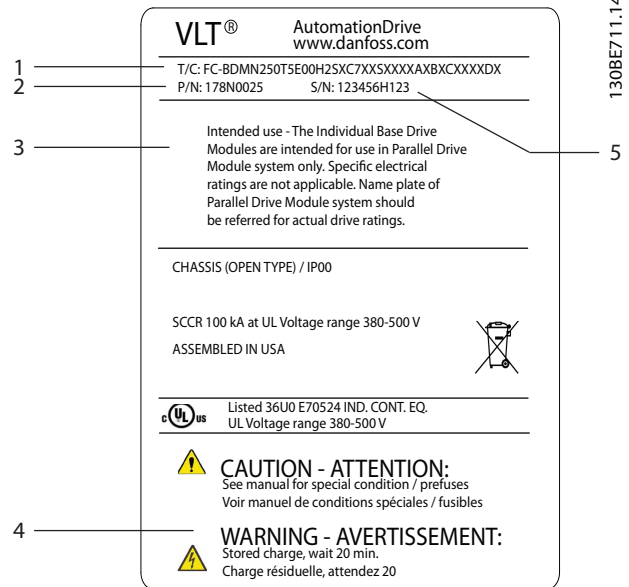 VLT® AutomationDrive
www.danfoss.com
1
T/C: FC-BDMN250T5E00H2SXC7XXSXXXXAXBXCXXXXDX
2
P/N: 178N0025 S/N: 123456H123
3
Intended use - The Individual Base Drive
Modules are intended for use in Parallel Drive
Module system only. Specific electrical
ratings are not applicable. Name plate of
Parallel Drive Module system should
be referred for actual drive ratings.
5
CHASSIS (OPEN TYPE) / IP00
SCCR 100 kA at UL Voltage range 380-500 V
ASSEMBLED IN USA
c UL us
Listed 36U0 E70524 IND. CONT. EQ.
UL Voltage range 380-500 V
CAUTION - ATTENTION:
See manual for special condition / prefuses
Voir manuel de conditions spéciales / fusibles
4
WARNING - AVERTISSEMENT:
Stored charge, wait 20 min.
Charge résiduelle, attendez 20
130BE711.14